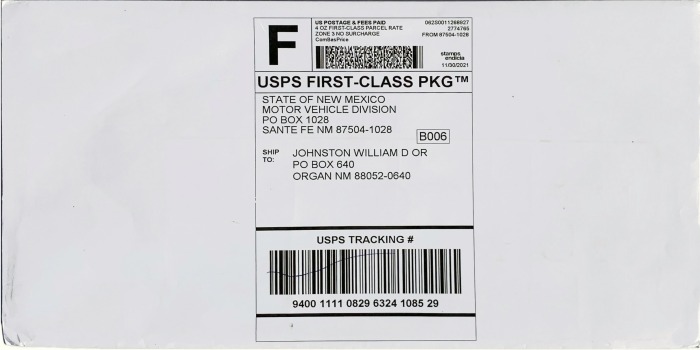 F
US POSTAGE & FEES PAID
4 OZ FIRST-CLASS PARCEL RATE
ZONE 3 NO SURCHARGE
ComBasPrice
062S0011268927
2774765
FROM 87504-1028
stamps
endicia
11/30/2021
USPS FIRST-CLASS PKG™
STATE OF NEW MEXICO
MOTOR VEHICLE DIVISION
PO BOX 1028
SANTE FE NM 87504-1028
B006
SHIP
TO:
JOHNSTON WILLIAM D OR
PO BOX 640
ORGAN NM 88052-0640
USPS TRACKING #
9400 1111 0829 6324 1085 29